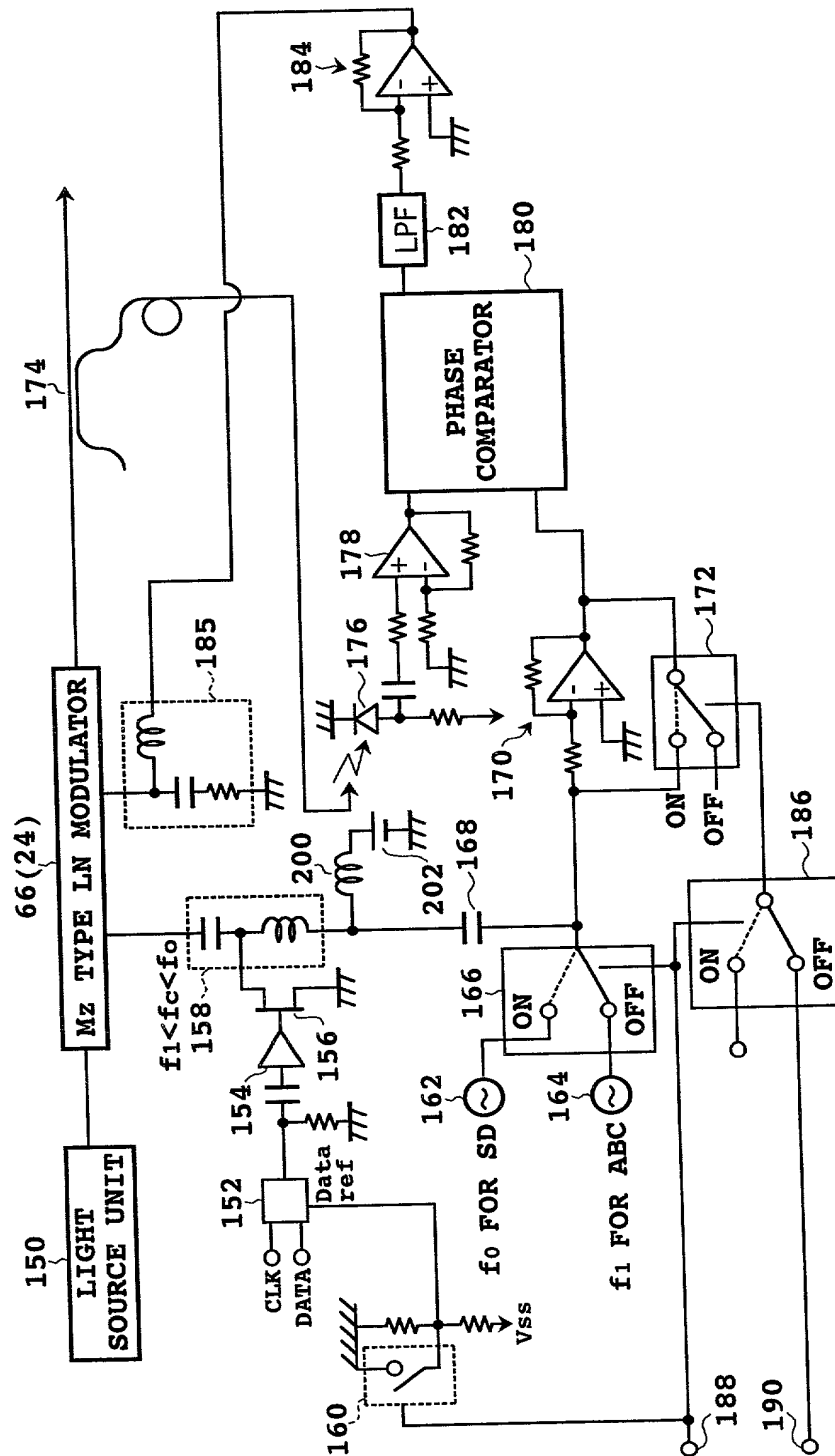 150
LIGHT
SOURCE UNIT
66(24)
Mz TYPE LN MODULATOR
174
185
f1<fc<fo
158
156
154
152
CLK
DATA
Data
ref
160
Vss
162
f0 FOR SD
164
f1 FOR ABC
166
ON
OFF
168
200
202
176
178
-
+
170
-
+
172
ON
OFF
PHASE
COMPARATOR
180
LPF
182
184
-
+
186
ON
OFF
188
190